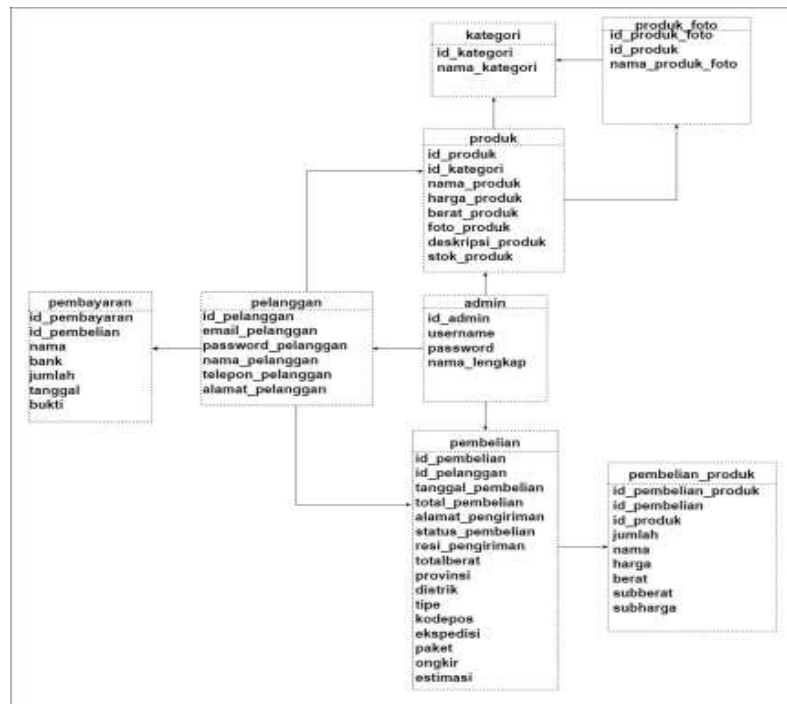 kategori
id_kategori
nama_kategori
produk_foto
id_produk_foto
id_produk
nama_produk_foto
produk
id_produk
id_kategori
nama_produk
harga_produk
berat_produk
foto_produk
deskripsi_produk
stok_produk
pembayaran
id_pembayaran
id_pembelian
nama
bank
jumlah
tanggal
bukti
pelanggan
id_pelanggan
email_pelanggan
password_pelanggan
nama_pelanggan
telepon_pelanggan
alamat_pelanggan
admin
id_admin
username
password
nama_lengkap
pembelian
id_pembelian
id_pelanggan
tanggal_pembelian
total_pembelian
alamat_pengiriman
status_pembelian
resi_pengiriman
totalberat
provinsi
distrik
tipe
kodepos
ekspedisi
paket
ongkir
estimasi
pembelian_produk
id_pembelian_produk
id_pembelian
id_produk
jumlah
nama
harga
berat
subberat
subharga